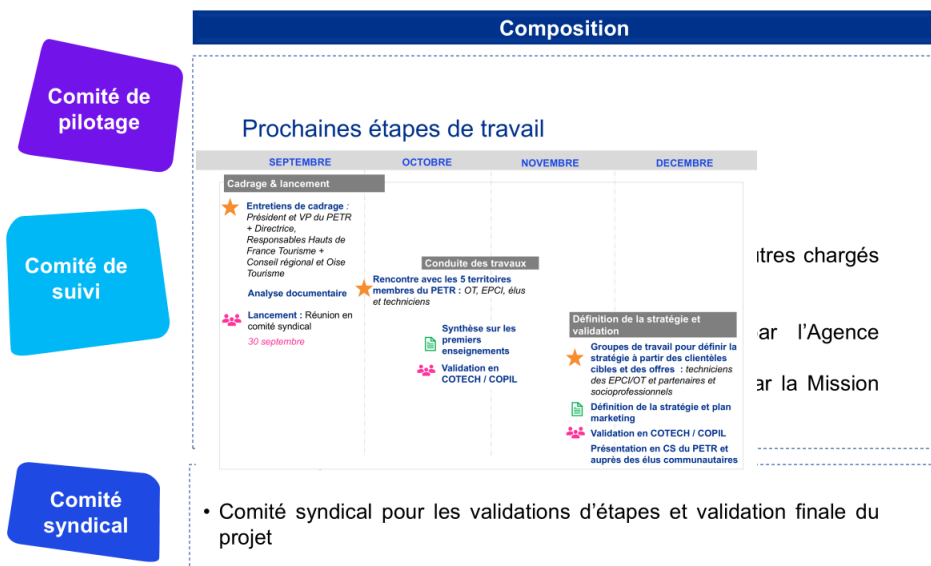 Composition
Comité de
pilotage
Prochaines étapes de travail
SEPTEMBRE
OCTOBRE
NOVEMBRE
DECEMBRE
Cadrage & lancement
Entretiens de cadrage :
Président et VP du PETR
+ Directrice,
Responsables Hauts de
France Tourisme +
Conseil régional et Oise
Tourisme
Analyse documentaire
Lancement : Réunion en
comité syndical
30 septembre
Conduite des travaux
Rencontre avec les 5 territoires
membres du PETR : OT, EPCI, élus
et techniciens
Synthèse sur les
premiers
enseignements
Validation en
COTECH / COPIL
Définition de la stratégie et
validation
Groupes de travail pour définir la
stratégie à partir des clientèles
cibles et des offres : techniciens
des EPCI/OT et partenaires et
socioprofessionnels
Définition de la stratégie et plan
marketing
Validation en COTECH / COPIL
Présentation en CS du PETR et
auprès des élus communautaires
Comité de
suivi
chargés
l'Agence
la Mission
Comité
syndical
• Comité syndical pour les validations d'étapes et validation finale du
projet